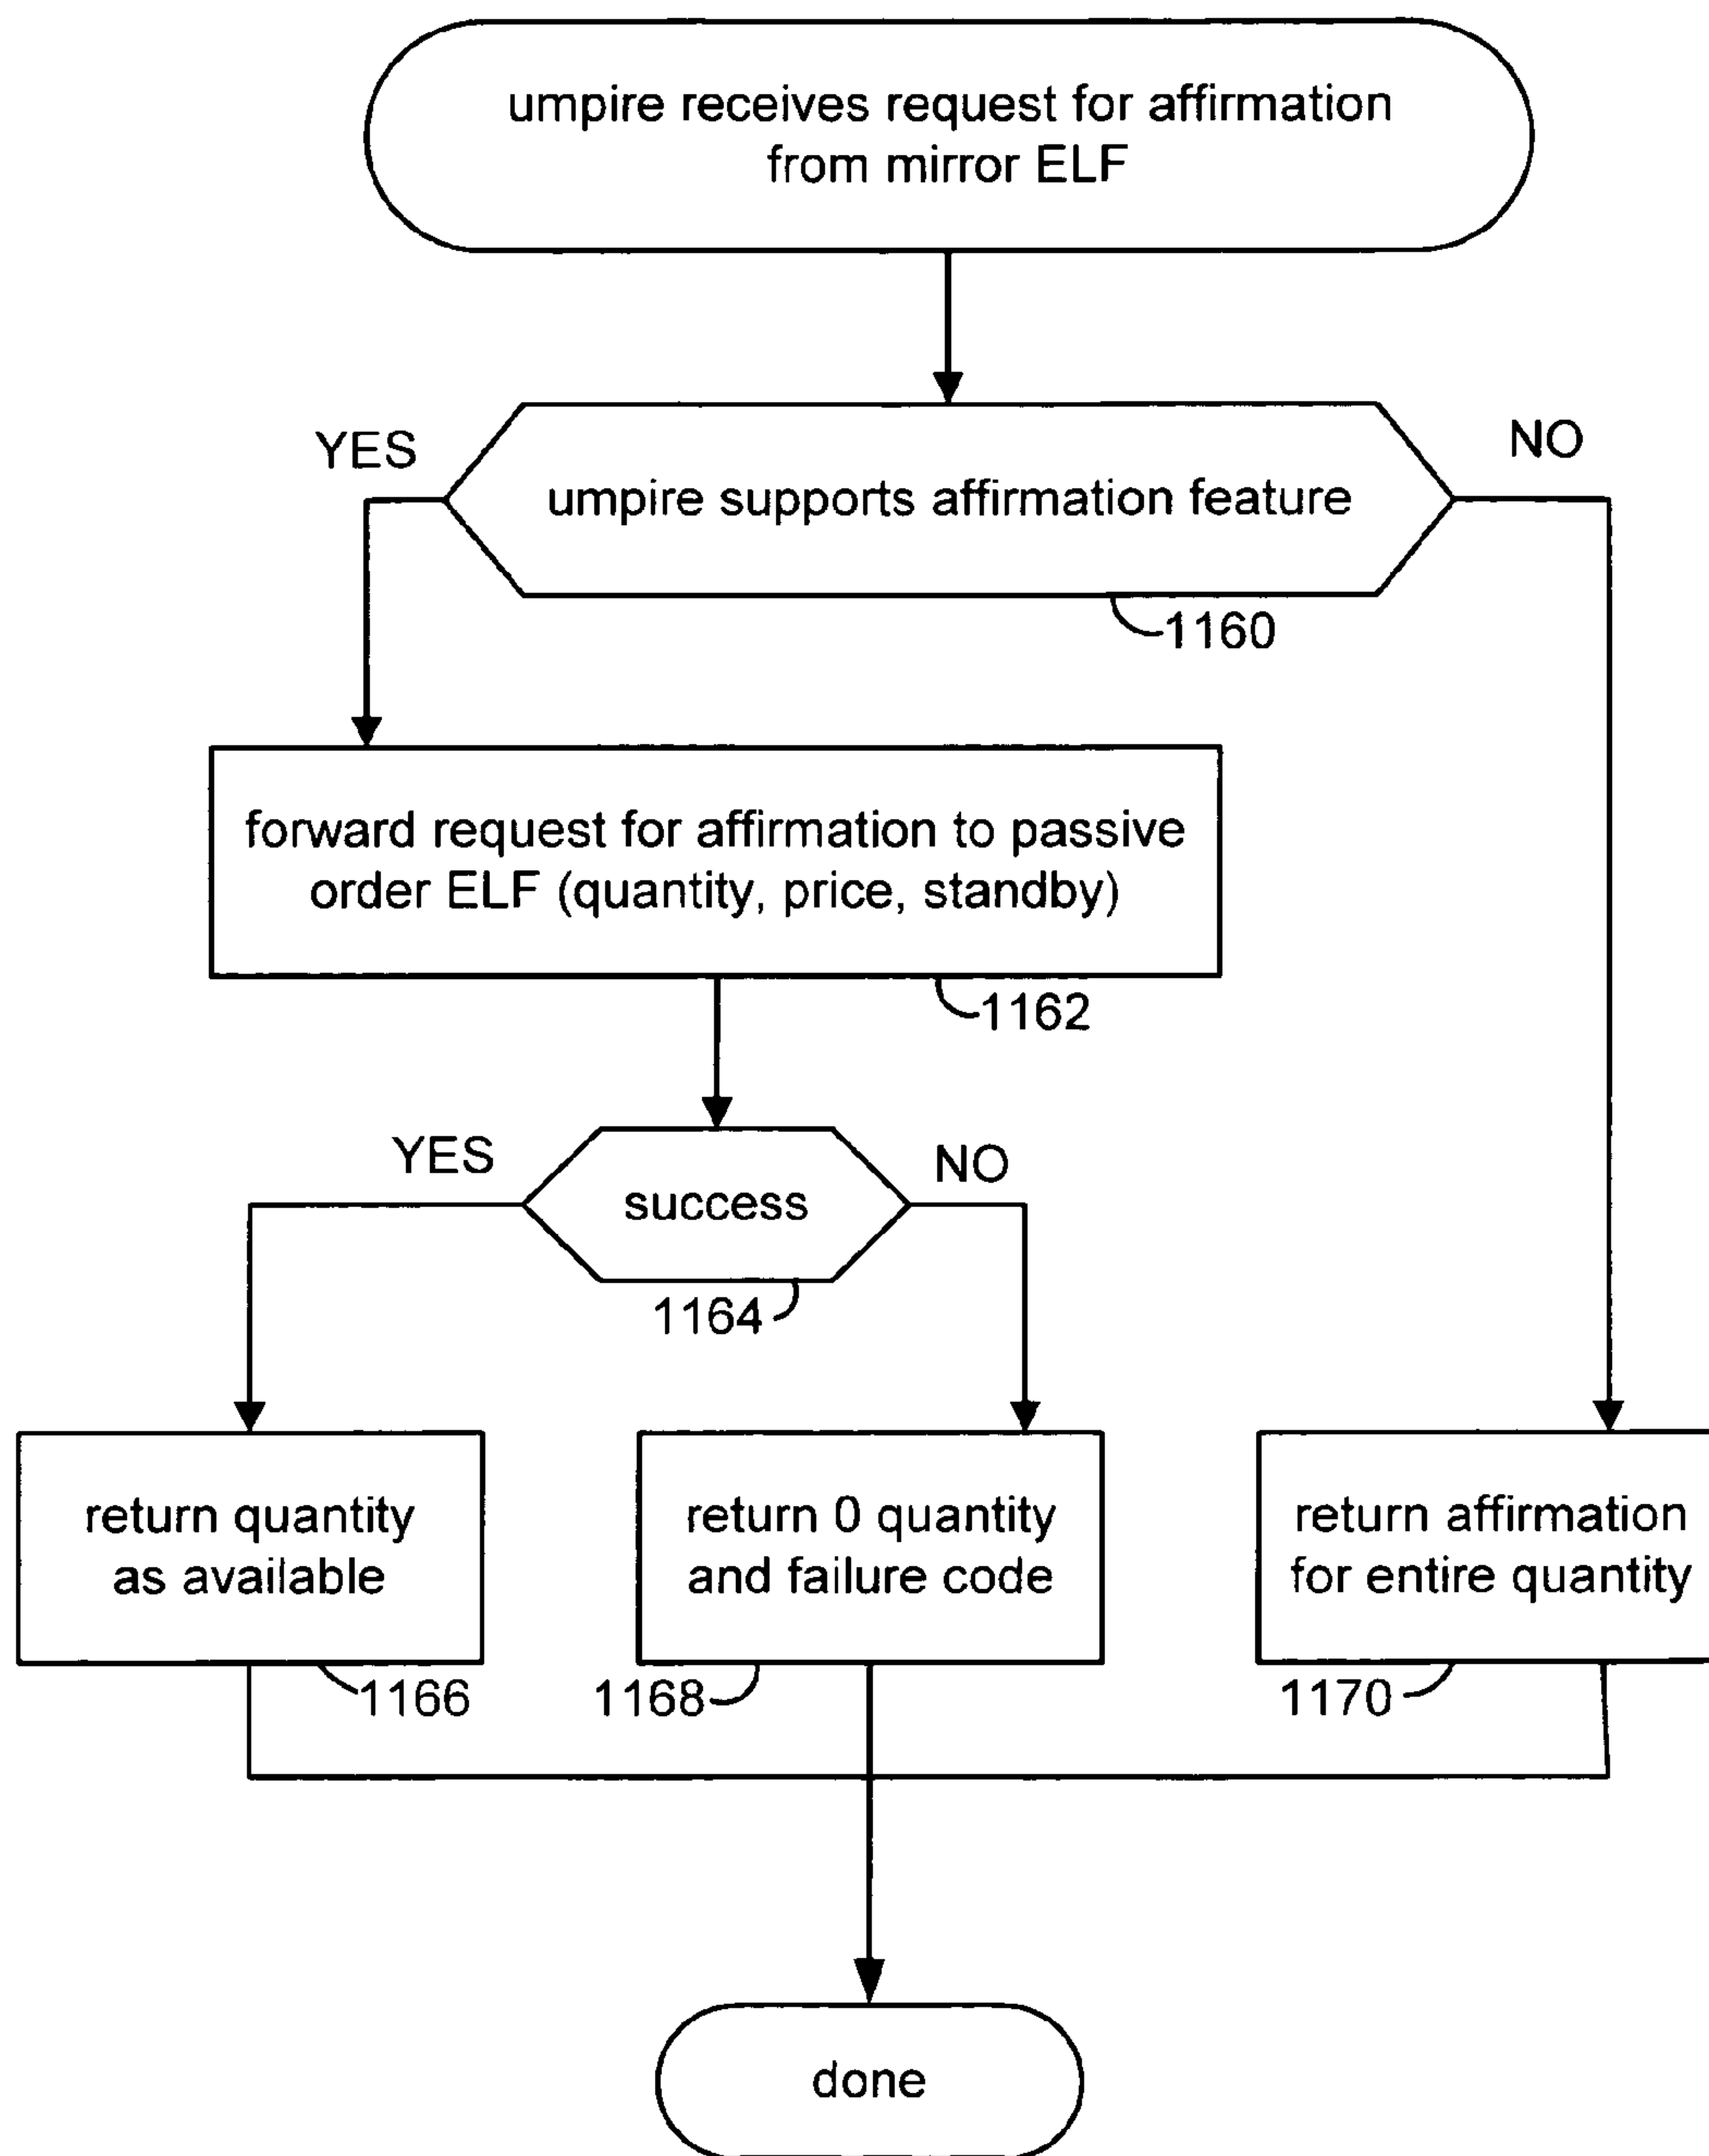 umpire receives request for affirmation
from mirror ELF
YES
NO
umpire supports affirmation feature
1160
forward request for affirmation to passive
order ELF (quantity, price, standby)
1162
YES
NO
success
1164
return quantity
as available
return 0 quantity
and failure code
return affirmation
for entire quantity
1166
1168
1170
done